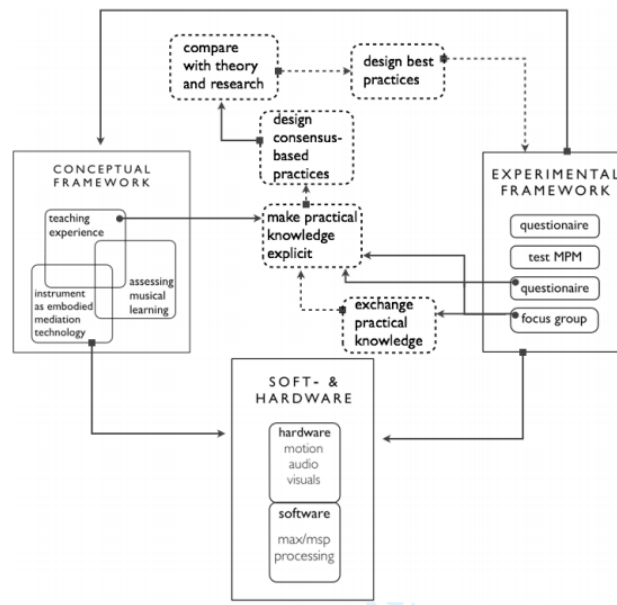 compare
with theory
and research
design best
practices
design
consensus-
based
practices
CONCEPTUAL
FRAMEWORK
teaching
experience
assessing
musical
learning
instrument
as embodied
mediation
technology
make practical
knowledge
explicit
exchange
practical
knowledge
EXPERIMENTAL
FRAMEWORK
questionaire
test MPM
questionaire
focus group
SOFT- &
HARDWARE
hardware
motion
audio
visuals
software
max/msp
processing